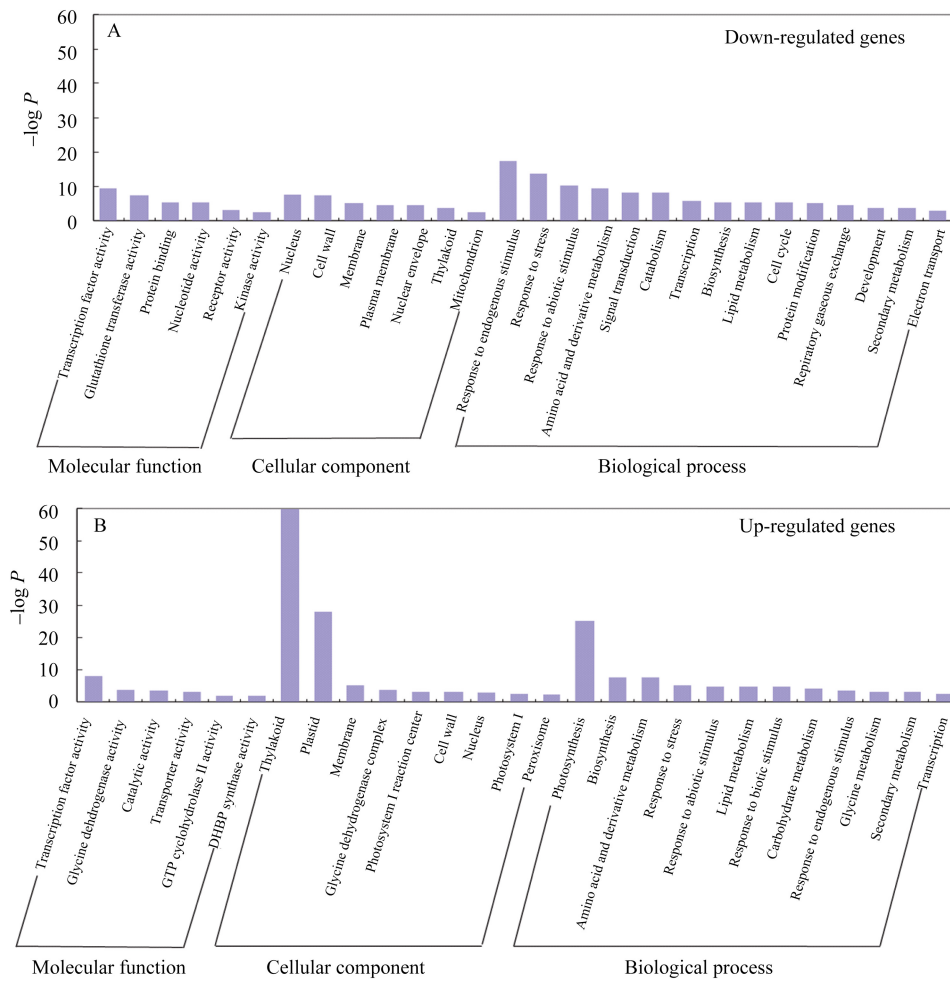 60
50
40
30
20
10
0
–log P
A
Down-regulated genes
Transcription factor activity
Glutathione transferase activity
Protein binding
Nucleotide activity
Receptor activity
Kinase activity
Nucleus
Cell wall
Membrane
Plasma membrane
Nuclear envelope
Thylakoid
Mitochondrion
Response to endogenous stimulus
Response to stress
Response to abiotic stimulus
Amino acid and derivative metabolism
Signal transduction
Catabolism
Transcription
Biosynthesis
Lipid metabolism
Cell cycle
Protein modification
Repiratory gaseous exchange
Development
Secondary metabolism
Electron transport
Molecular function
Cellular component
Biological process
60
50
40
30
20
10
0
–log P
B
Up-regulated genes
Transcription factor activity
Glycine dehdrogenase activity
Catalytic activity
Transporter activity
GTP cyclohydrolase II activity
DHBP synthase activity
Thylakoid
Plastid
Membrane
Glycine dehydrogenase complex
Photosystem I reaction center
Cell wall
Nucleus
Photosystem I
Peroxisome
Photosynthesis
Biosynthesis
Amino acid and derivative metabolism
Response to stress
Response to abiotic stimulus
Lipid metabolism
Response to biotic stimulus
Carbohydrate metabolism
Response to endogenous stimulus
Glycine metabolism
Secondary metabolism
Transcription
Molecular function
Cellular component
Biological process